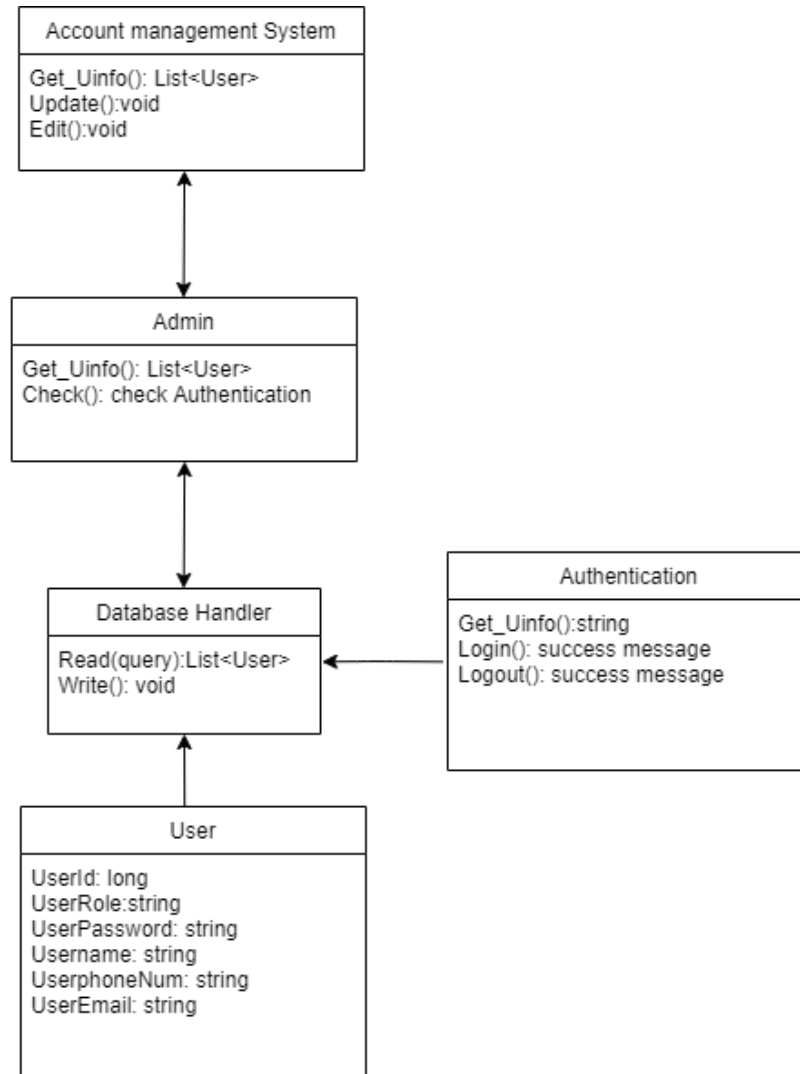 Account management System
Get_Uinfo(): List<User>
Update():void
Edit():void
Admin
Get_Uinfo(): List<User>
Check(): check Authentication
Database Handler
Read(query):List<User>
Write(): void
Authentication
Get_Uinfo():string
Login(): success message
Logout(): success message
User
UserId: long
UserRole:string
UserPassword: string
Username: string
UserphoneNum: string
UserEmail: string